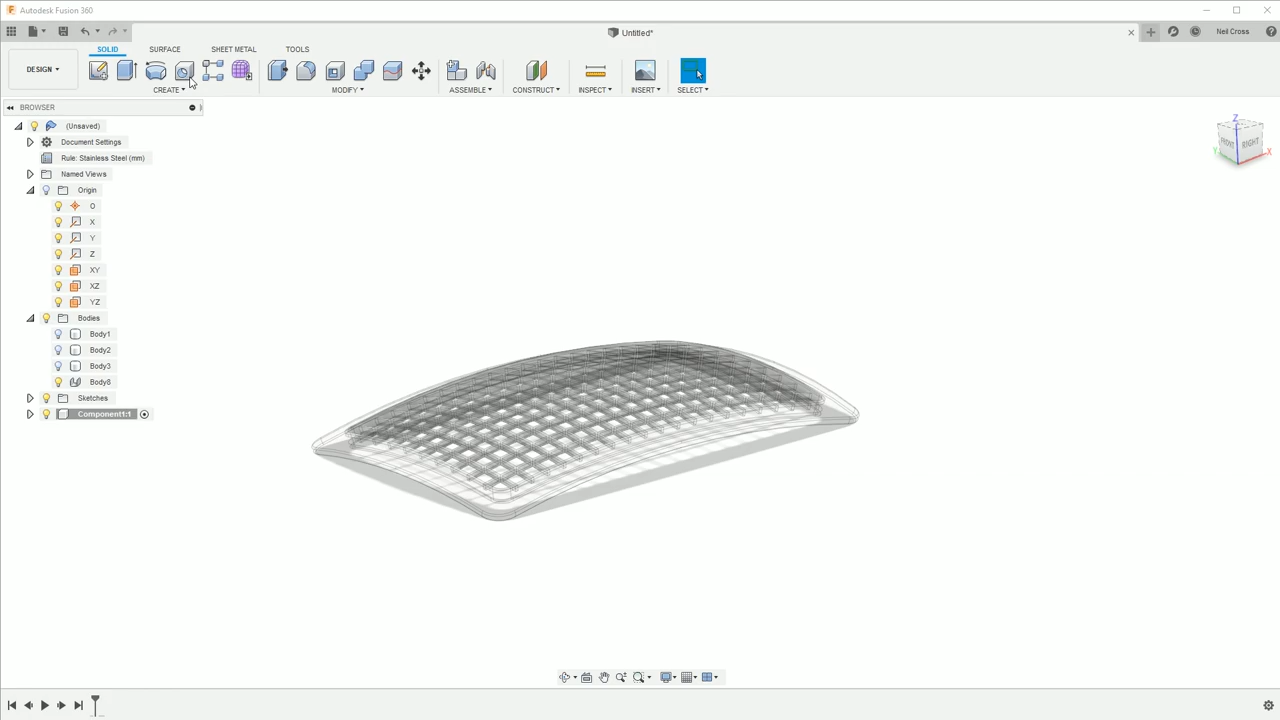 Autodesk Fusion 360
Untitled*
Neil Cross
DESIGN
SOLID SURFACE SHEET METAL TOOLS
CREATE MODIFY ASSEMBLE CONSTRUCT INSPECT INSERT SELECT
BROWSER
(Unsaved)
Document Settings
Rule: Stainless Steel (mm)
Named Views
Origin
O
X
Y
Z
XY
XZ
YZ
Bodies
Body1
Body2
Body3
Body8
Sketches
Component1:1
Z
FRONT RIGHT
Y X